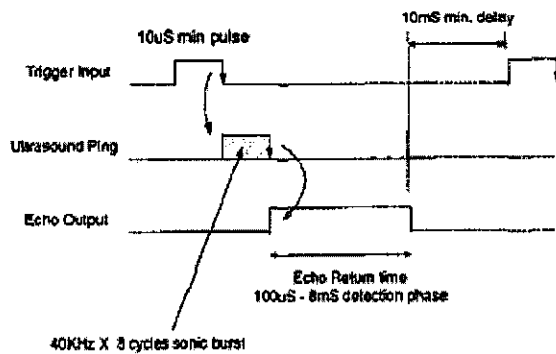 10mS min. delay
10uS min pulse
Trigger Input
Ultrasound Ping
Echo Output
Echo Return time
100uS - 8mS detection phase
40KHz X 8 cycles sonic burst